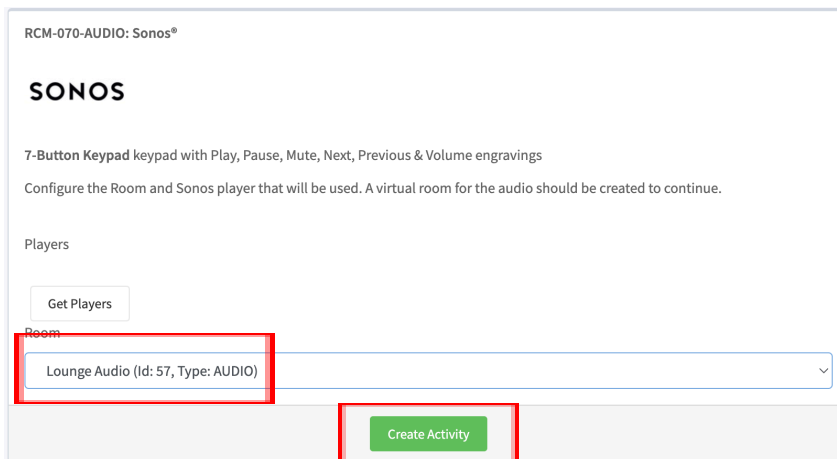 RCM-070-AUDIO: Sonos®
SONOS
7-Button Keypad keypad with Play, Pause, Mute, Next, Previous & Volume engravings
Configure the Room and Sonos player that will be used. A virtual room for the audio should be created to continue.
Players
Get Players
Room
Lounge Audio (Id: 57, Type: AUDIO)
Create Activity